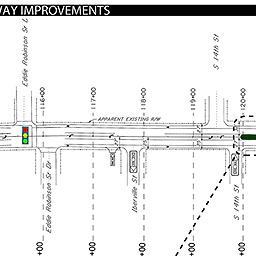 WAY IMPROVEMENTS
Eddie Robinson Sr L
116+00
117+00
118+00
119+00
S 14th St
120+00
APPARENT EXISTING R/W
Eddie Robinson Sr Dr
Iberville St
S 14th St
+00
+00
+00
+00
+00